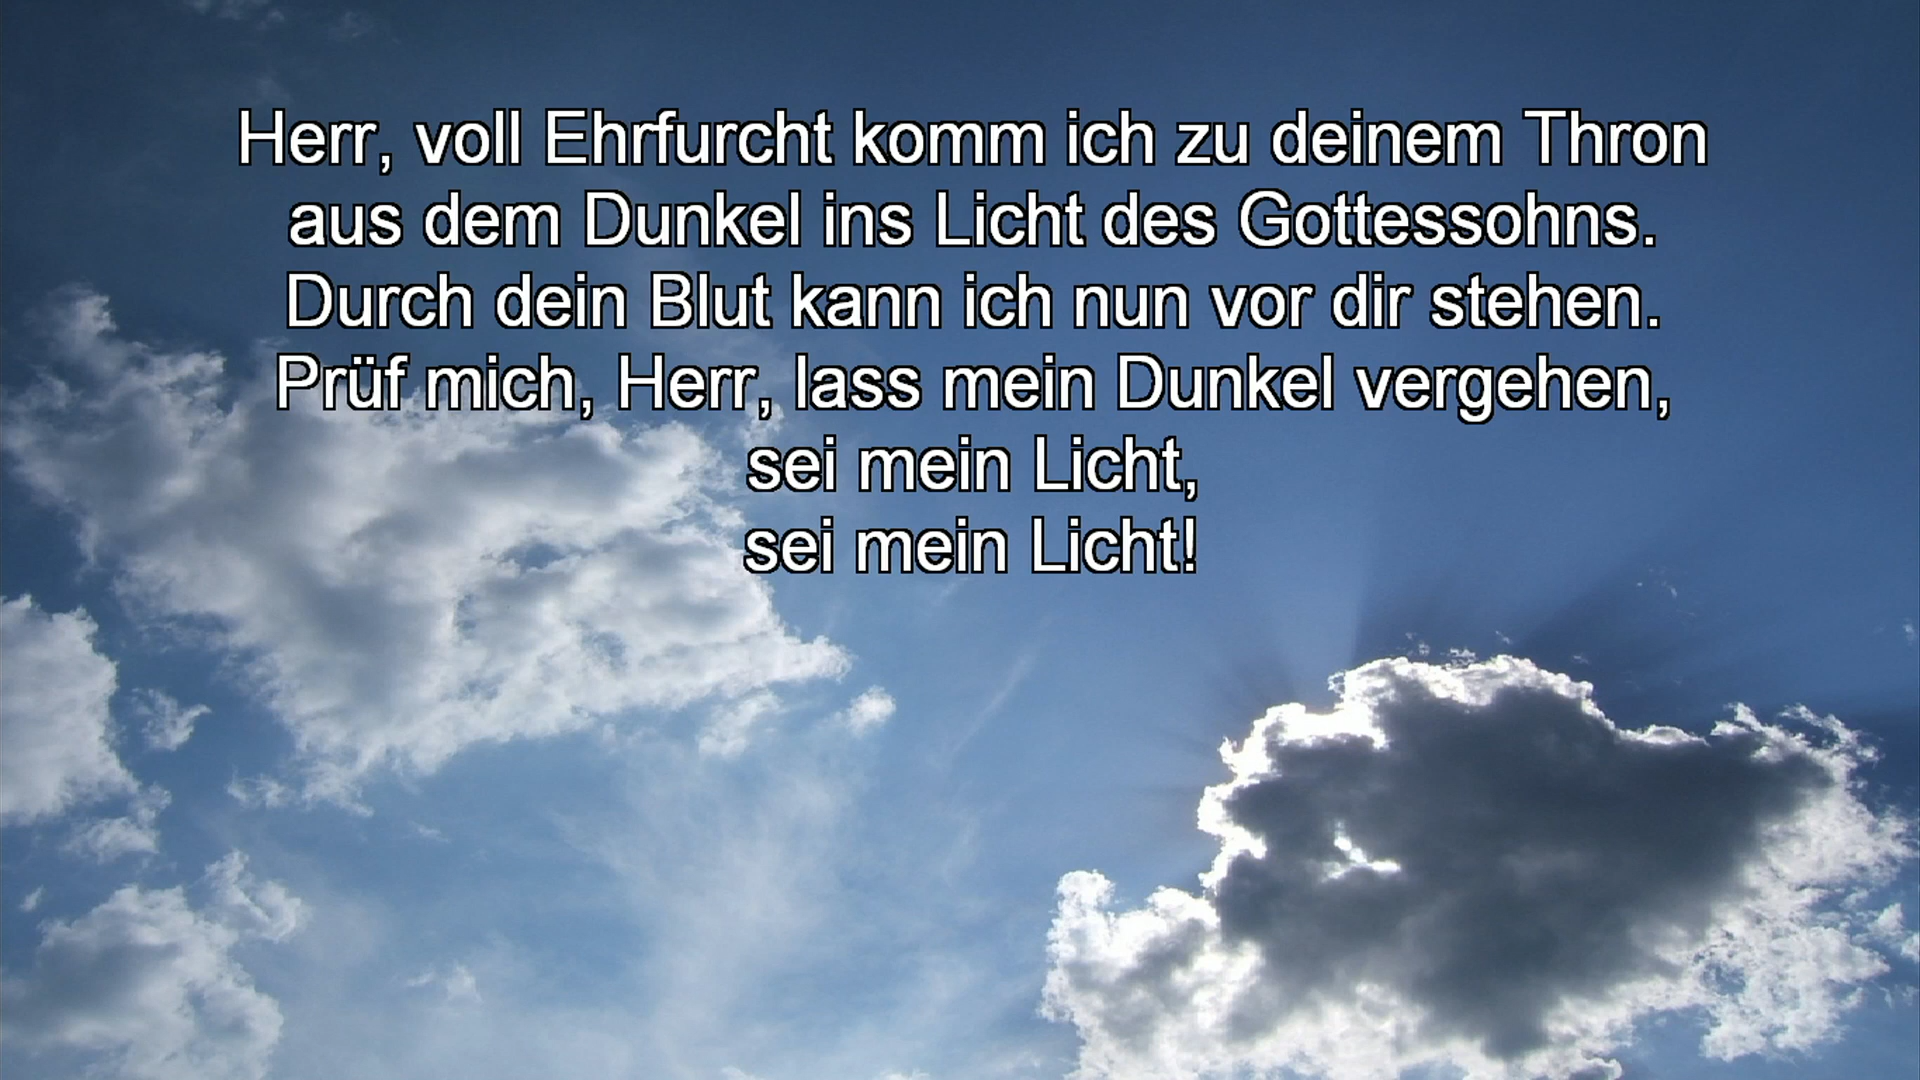 Herr, voll Ehrfurcht komm ich zu deinem Thron
aus dem Dunkel ins Licht des Gottessohns.
Durch dein Blut kann ich nun vor dir stehen.
Prüf mich, Herr, lass mein Dunkel vergehen,
sei mein Licht,
sei mein Licht!